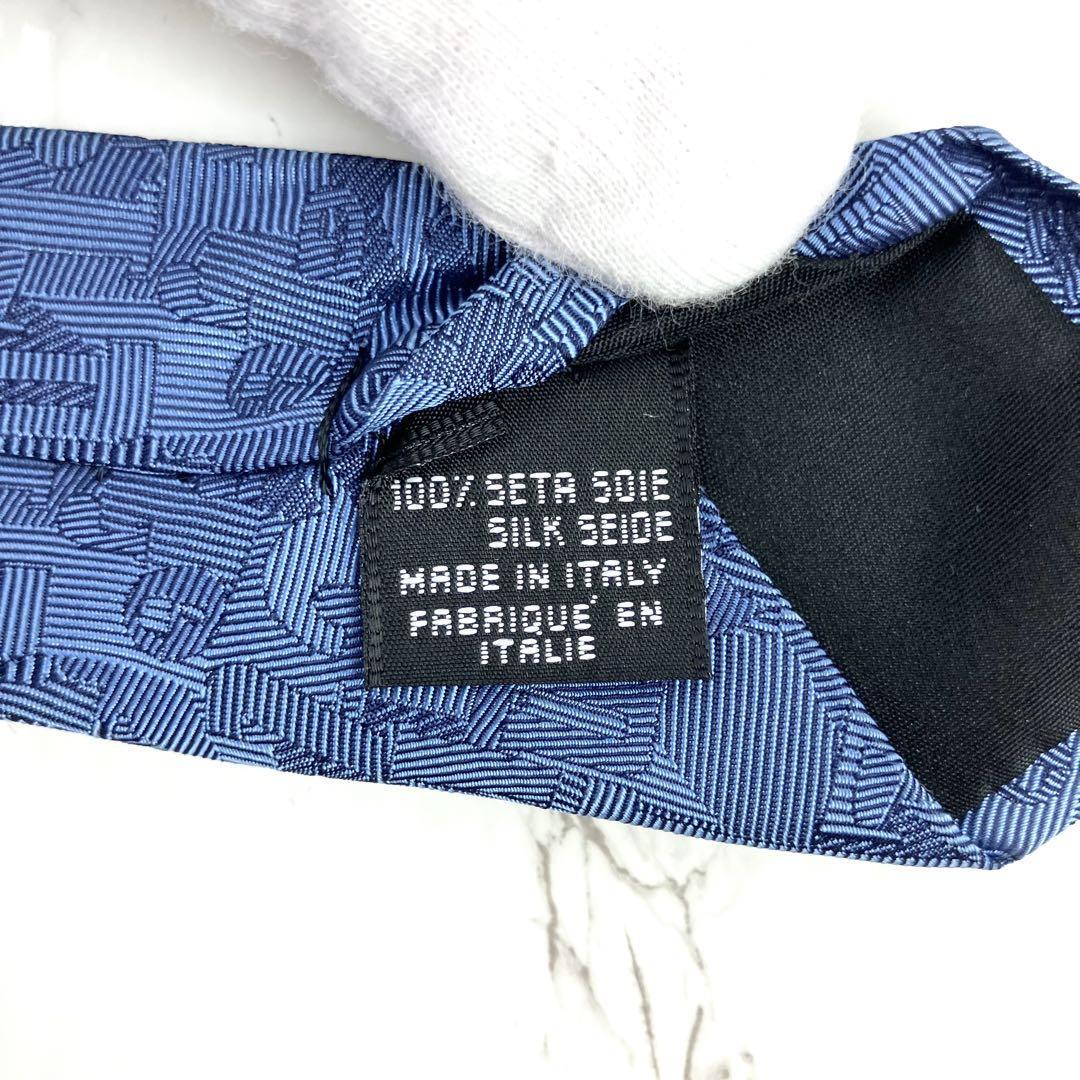 100% SETA SOIE
SILK SEIDE
MADE IN ITALY
FABRIQUE' EN
ITALIE